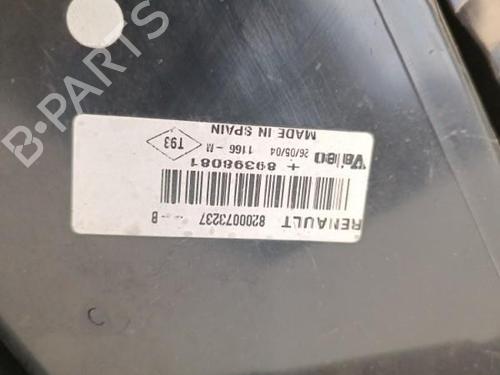 RENAULT 8200073237 - - B
+ 89398081
Valeo 26/05/04 1166 - M T93
MADE IN SPAIN
B-PARTS